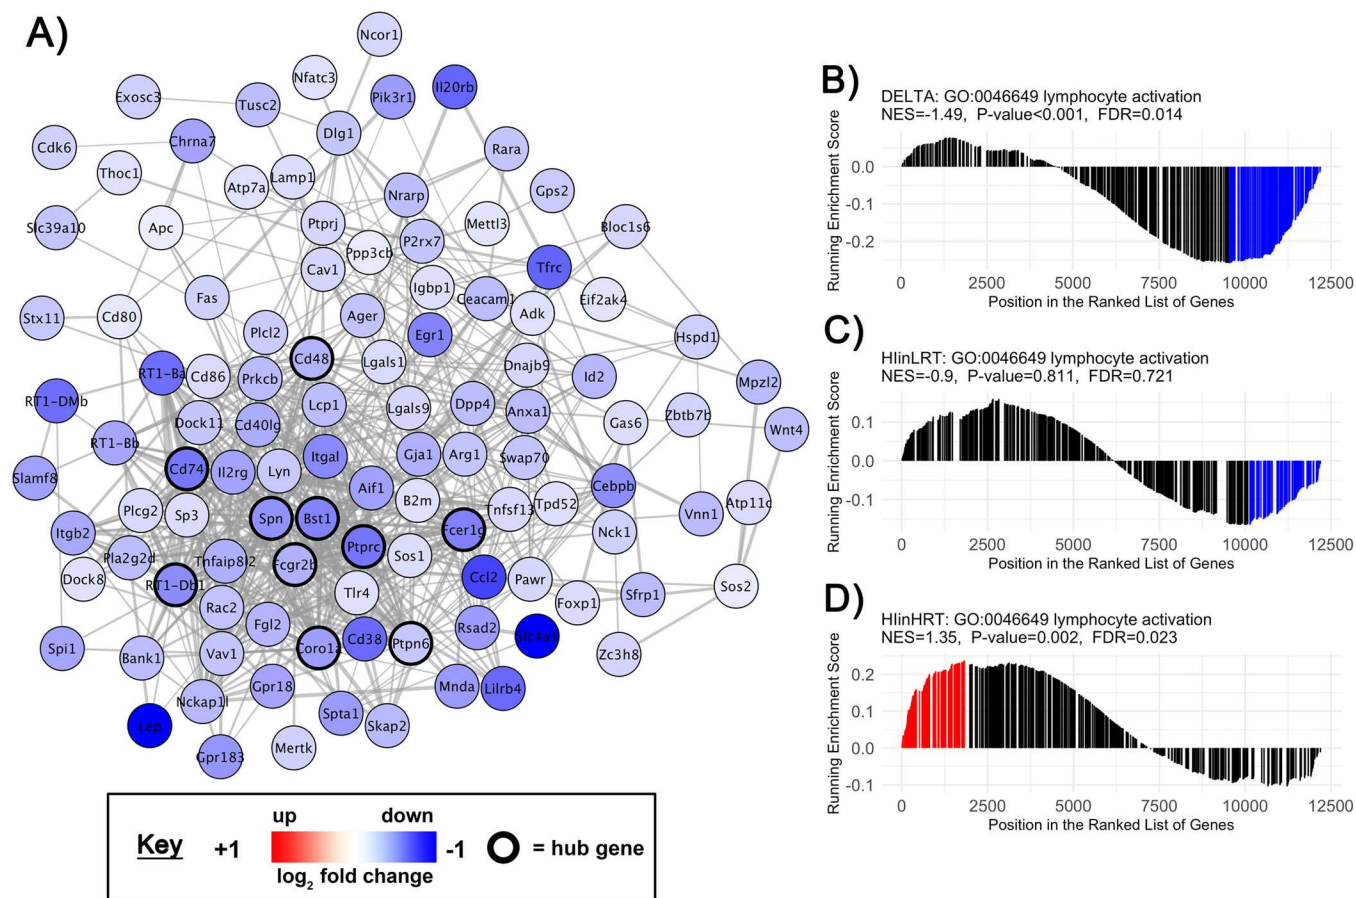 A)
Ncor1
Nfatc3
Exosc3
Tusc2
Pik3r1
Il20rb
Chrna7
Dlg1
Cdk6
Thoc1
Atp7a
Lamp1
Rara
Nrarp
Gps2
Slc39a10
Apc
Ptprj
Mettl3
Bloc1s6
Ppp3cb
P2rx7
Cav1
Tfrc
Igbp1
Fas
Ceacam1
Eif2ak4
Stx11
Cd80
Ager
Adk
Plcl2
Egr1
Hspd1
Cd48
Lgals1
Dnajb9
RT1-Ba
Cd86
Prkcb
Id2
Mpzl2
RT1-DMb
Lcp1
Lgals9
Dpp4
Anxa1
Dock11
Cd40lg
Gas6
Zbtb7b
Wnt4
RT1-Bb
Itgal
Gja1
Arg1
Swap70
Cd74
Il2rg
Lyn
Slamf8
Aif1
B2m
Cebpb
Plcg2
Sp3
Tnfsf13
Tpd52
Atp11c
Vnn1
Spn
Bst1
Fcer1g
Itgb2
Nck1
Ptprc
Pla2g2d
Tnfaip8l2
Fcgr2b
Sos1
Dock8
RT1-Db1
Ccl2
Pawr
Sos2
Tlr4
Foxp1
Sfrp1
Rac2
Fgl2
Rsad2
Slc4a1
Spi1
Bank1
Vav1
Coro1a
Cd38
Ptpn6
Zc3h8
Nckap1l
Gpr18
Mnda
Lilrb4
Lep
Spta1
Skap2
Gpr183
Mertk
Key
up
down
+1
-1
log2 fold change
= hub gene
B)
DELTA: GO:0046649 lymphocyte activation
NES=-1.49, P-value<0.001, FDR=0.014
Running Enrichment Score
0.0
-0.1
-0.2
0
2500
5000
7500
10000
12500
Position in the Ranked List of Genes
C)
HlinLRT: GO:0046649 lymphocyte activation
NES=-0.9, P-value=0.811, FDR=0.721
Running Enrichment Score
0.1
0.0
-0.1
0
2500
5000
7500
10000
12500
Position in the Ranked List of Genes
D)
HlinHRT: GO:0046649 lymphocyte activation
NES=1.35, P-value=0.002, FDR=0.023
Running Enrichment Score
0.2
0.1
0.0
-0.1
0
2500
5000
7500
10000
12500
Position in the Ranked List of Genes